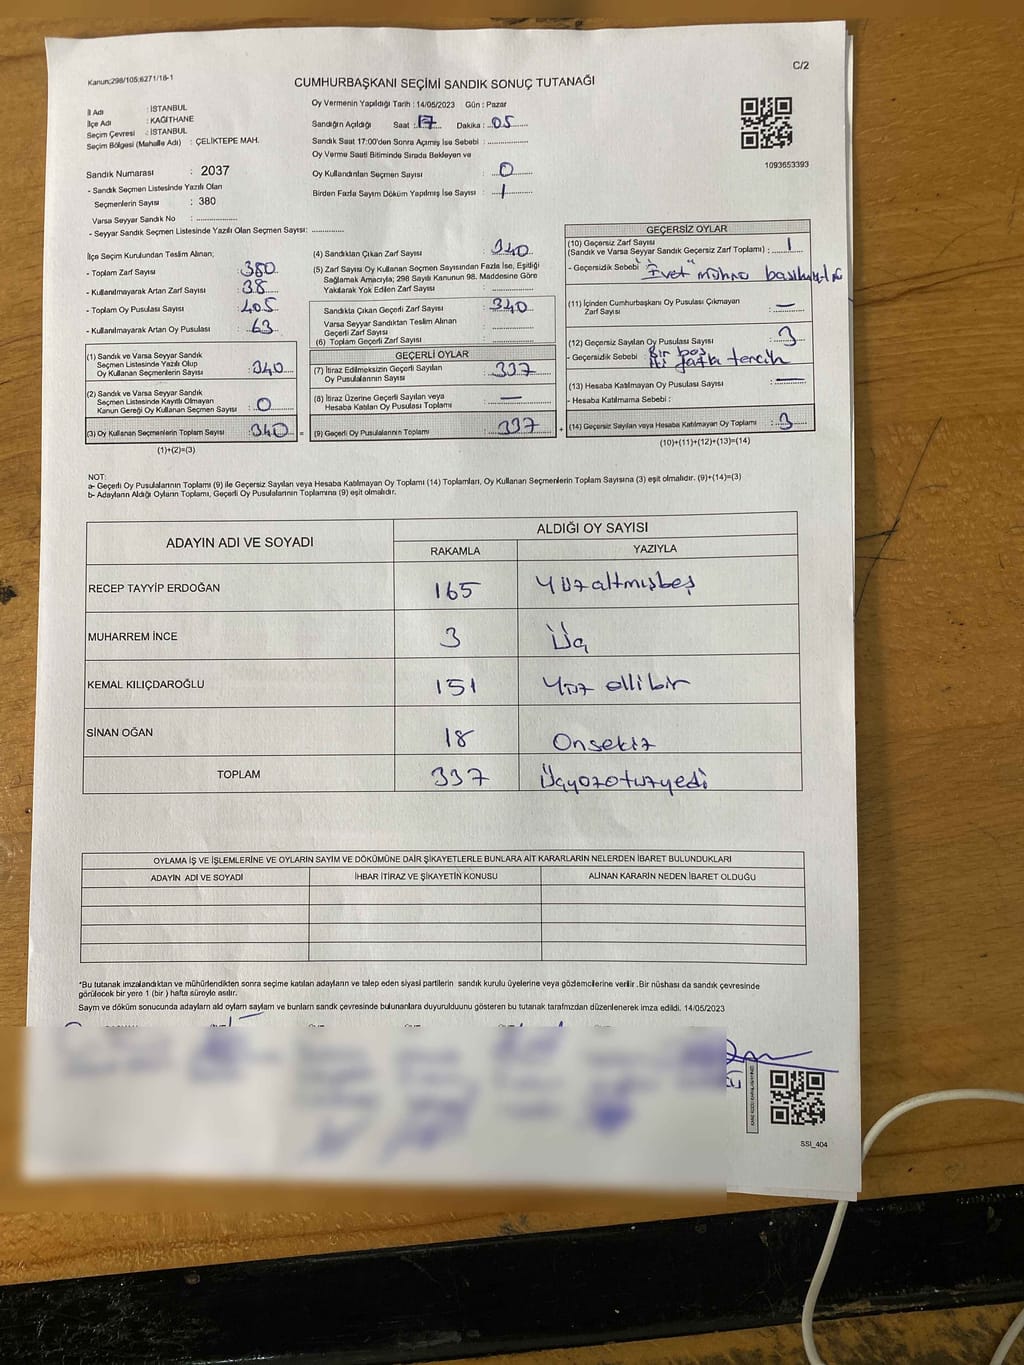 Kanun:298/105;6271/18-1
C/2
CUMHURBAŞKANI SEÇİMİ SANDIK SONUÇ TUTANAĞI
İl Adı : İSTANBUL
İlçe Adı : KAĞITHANE
Seçim Çevresi : İSTANBUL
Seçim Bölgesi (Mahalle Adı) : ÇELİKTEPE MAH.
Sandık Numarası : 2037
- Sandık Seçmen Listesinde Yazılı Olan
Seçmenlerin Sayısı : 380
Varsa Seyyar Sandık No : ..............
- Seyyar Sandık Seçmen Listesinde Yazılı Olan Seçmen Sayısı: ...........
Oy Vermenin Yapıldığı Tarih : 14/05/2023 Gün : Pazar
Sandığın Açıldığı Saat : 17 Dakika : 05
Sandık Saat 17:00'den Sonra Açımış İse Sebebi : ..............
Oy Verme Saati Bitiminde Sırada Bekleyen ve
Oy Kullandırılan Seçmen Sayısı : 0
Birden Fazla Sayım Döküm Yapılmış İse Sayısı : 1
1093653393
İlçe Seçim Kurulundan Teslim Alınan;
- Toplam Zarf Sayısı : 380
- Kullanılmayarak Artan Zarf Sayısı : 38
- Toplam Oy Pusulası Sayısı : 405
- Kullanılmayarak Artan Oy Pusulası : 63
(1) Sandık ve Varsa Seyyar Sandık
Seçmen Listesinde Yazılı Olup
Oy Kullanan Seçmenlerin Sayısı : 340
(2) Sandık ve Varsa Seyyar Sandık
Seçmen Listesinde Kayıtlı Olmayan
Kanun Gereği Oy Kullanan Seçmen Sayısı : 0
(3) Oy Kullanan Seçmenlerin Toplam Sayısı : 340 =
(1)+(2)=(3)
(4) Sandıktan Çıkan Zarf Sayısı : 340
(5) Zarf Sayısı Oy Kullanan Seçmen Sayısından Fazla İse, Eşitliği
Sağlamak Amacıyla; 298 Sayılı Kanunun 98. Maddesine Göre
Yakılarak Yok Edilen Zarf Sayısı : ..............
Sandıkta Çıkan Geçerli Zarf Sayısı : 340
Varsa Seyyar Sandıktan Teslim Alınan
Geçerli Zarf Sayısı : ..............
(6) Toplam Geçerli Zarf Sayısı : ..............
GEÇERLİ OYLAR
(7) İtiraz Edilmeksizin Geçerli Sayılan
Oy Pusulalarının Sayısı : 337
(8) İtiraz Üzerine Geçerli Sayılan veya
Hesaba Katılan Oy Pusulası Toplamı : —
(9) Geçerli Oy Pusulalarının Toplamı : 337 +
GEÇERSİZ OYLAR
(10) Geçersiz Zarf Sayısı
(Sandık ve Varsa Seyyar Sandık Geçersiz Zarf Toplamı) : 1
- Geçersizlik Sebebi : "Evet" mührü
(11) İçinden Cumhurbaşkanı Oy Pusulası Çıkmayan
Zarf Sayısı : —
(12) Geçersiz Sayılan Oy Pusulası Sayısı : 3
- Geçersizlik Sebebi : Bir boş
iki fazla tercih
(13) Hesaba Katılmayan Oy Pusulası Sayısı : —
- Hesaba Katılmama Sebebi :
(14) Geçersiz Sayılan veya Hesaba Katılmayan Oy Toplamı : 3
(10)+(11)+(12)+(13)=(14)
NOT:
a- Geçerli Oy Pusulalarının Toplamı (9) ile Geçersiz Sayılan veya Hesaba Katılmayan Oy Toplamı (14) Toplamları, Oy Kullanan Seçmenlerin Toplam Sayısına (3) eşit olmalıdır. (9)+(14)=(3)
b- Adayların Aldığı Oyların Toplamı, Geçerli Oy Pusulalarının Toplamına (9) eşit olmalıdır.
ADAYIN ADI VE SOYADI
ALDIĞI OY SAYISI
RAKAMLA YAZIYLA
RECEP TAYYİP ERDOĞAN 165 Yüzaltmışbeş
MUHARREM İNCE 3 Üç
KEMAL KILIÇDAROĞLU 151 Yüz ellibir
SİNAN OĞAN 18 Onsekiz
TOPLAM 337 Üçyüzotuzyedi
OYLAMA İŞ VE İŞLEMLERİNE VE OYLARIN SAYIM VE DÖKÜMÜNE DAİR ŞİKAYETLERLE BUNLARA AİT KARARLARIN NELERDEN İBARET BULUNDUKLARI
ADAYIN ADI VE SOYADI İHBAR İTİRAZ VE ŞİKAYETİN KONUSU ALINAN KARARIN NEDEN İBARET OLDUĞU
*Bu tutanak imzalandıktan ve mühürlendikten sonra seçime katılan adayların ve talep eden siyasi partilerin sandık kurulu üyelerine veya gözlemcilerine verilir .Bir nüshası da sandık çevresinde
görülecek bir yere 1 (bir ) hafta süreyle asılır.
Sayım ve döküm sonucunda adayların aldı oyların sayıları ve bunların sandık çevresinde bulunanlara duyurulduunu gösteren bu tutanak tarafımızdan düzenlenerek imza edildi. 14/05/2023
SSI_404